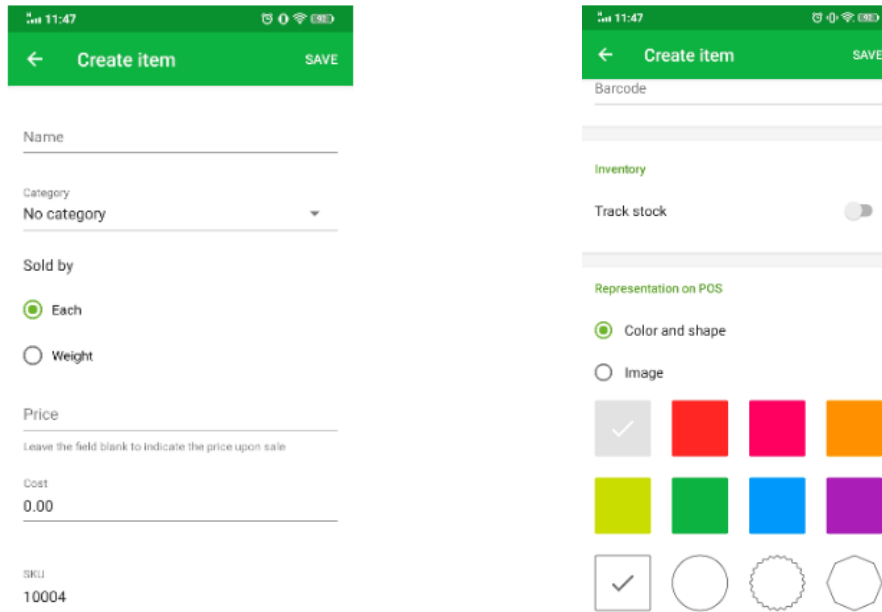 11:47
Create item
SAVE
Name
Category
No category
Sold by
Each
Weight
Price
Leave the field blank to indicate the price upon sale
Cost
0.00
SKU
10004
11:47
Create item
SAVE
Barcode
Inventory
Track stock
Representation on POS
Color and shape
Image